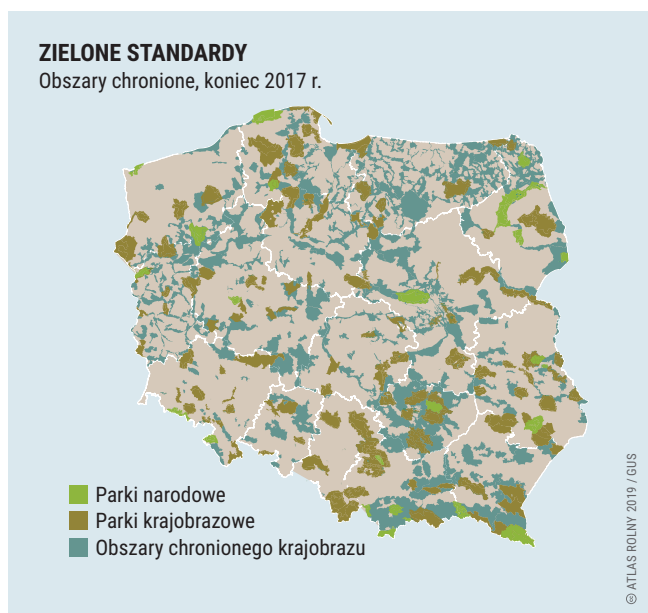 ZIELONE STANDARDY
Obszary chronione, koniec 2017 r.
Parki narodowe
Parki krajobrazowe
Obszary chronionego krajobrazu
🄯 ATLAS ROLNY 2019 / GUS